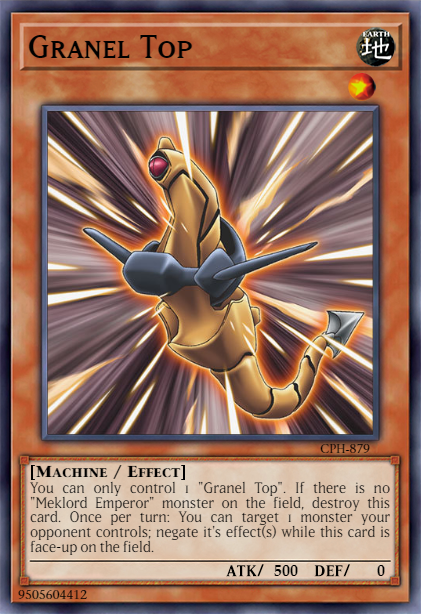 Granel Top
EARTH
地
CPH-879
[Machine / Effect]
You can only control 1 "Granel Top". If there is no
"Meklord Emperor" monster on the field, destroy this
card. Once per turn: You can target 1 monster your
opponent controls; negate it's effect(s) while this card is
face-up on the field.
ATK/ 500 DEF/ 0
9505604412